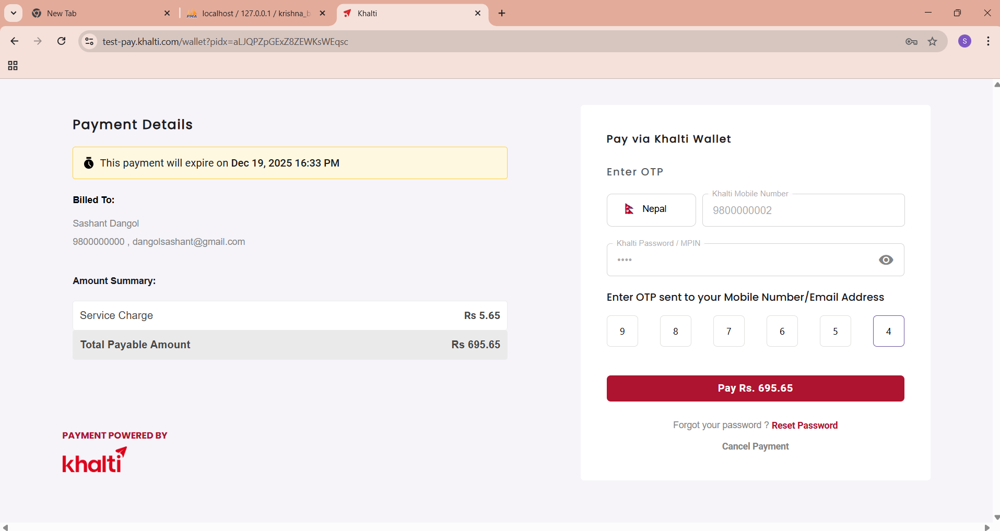 New Tab
localhost / 127.0.0.1 / krishna_b
Khalti
test-pay.khalti.com/wallet?pidx=aLJQPZpGExZ8ZEWKsWEqsc
S
Payment Details
This payment will expire on Dec 19, 2025 16:33 PM
Billed To:
Sashant Dangol
9800000000 , dangolsashant@gmail.com
Amount Summary:
Service Charge Rs 5.65
Total Payable Amount Rs 695.65
PAYMENT POWERED BY
khalti
Pay via Khalti Wallet
Enter OTP
Nepal
Khalti Mobile Number
9800000002
Khalti Password / MPIN
••••
Enter OTP sent to your Mobile Number/Email Address
9 8 7 6 5 4
Pay Rs. 695.65
Forgot your password ? Reset Password
Cancel Payment